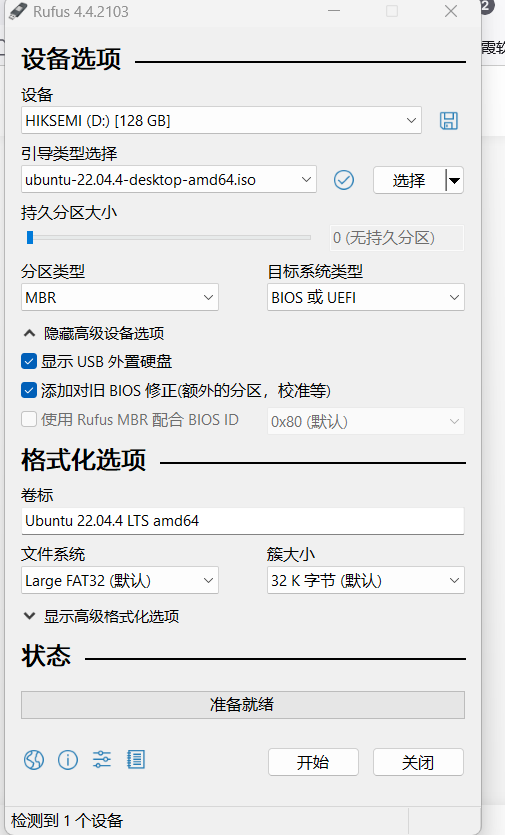 Rufus 4.4.2103
2
霞软
设备选项
设备
HIKSEMI (D:) [128 GB]
引导类型选择
ubuntu-22.04.4-desktop-amd64.iso
选择
持久分区大小
0 (无持久分区)
分区类型
目标系统类型
MBR
BIOS 或 UEFI
隐藏高级设备选项
显示 USB 外置硬盘
添加对旧 BIOS 修正(额外的分区，校准等)
使用 Rufus MBR 配合 BIOS ID
0x80 (默认)
格式化选项
卷标
Ubuntu 22.04.4 LTS amd64
文件系统
簇大小
Large FAT32 (默认)
32 K 字节 (默认)
显示高级格式化选项
状态
准备就绪
开始
关闭
检测到 1 个设备